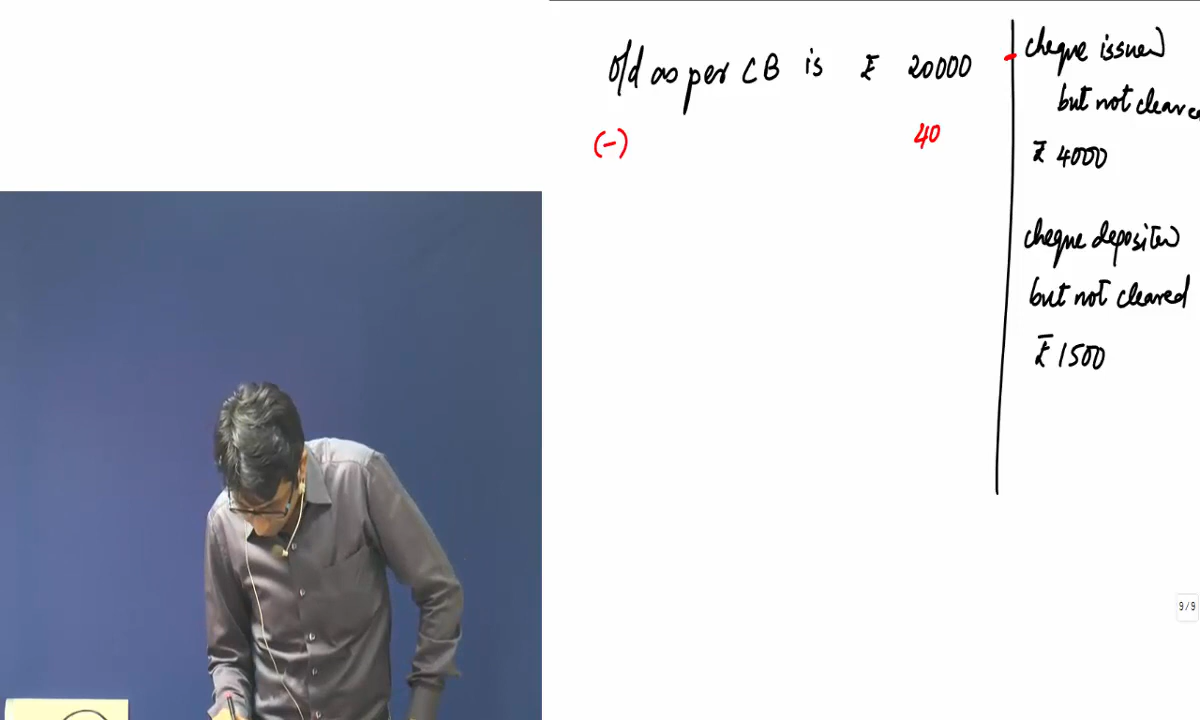 o/d as per CB is ₹ 20000
(-) 40
cheque issued
but not cleared
₹ 4000
cheque deposited
but not cleared
₹ 1500
9/9